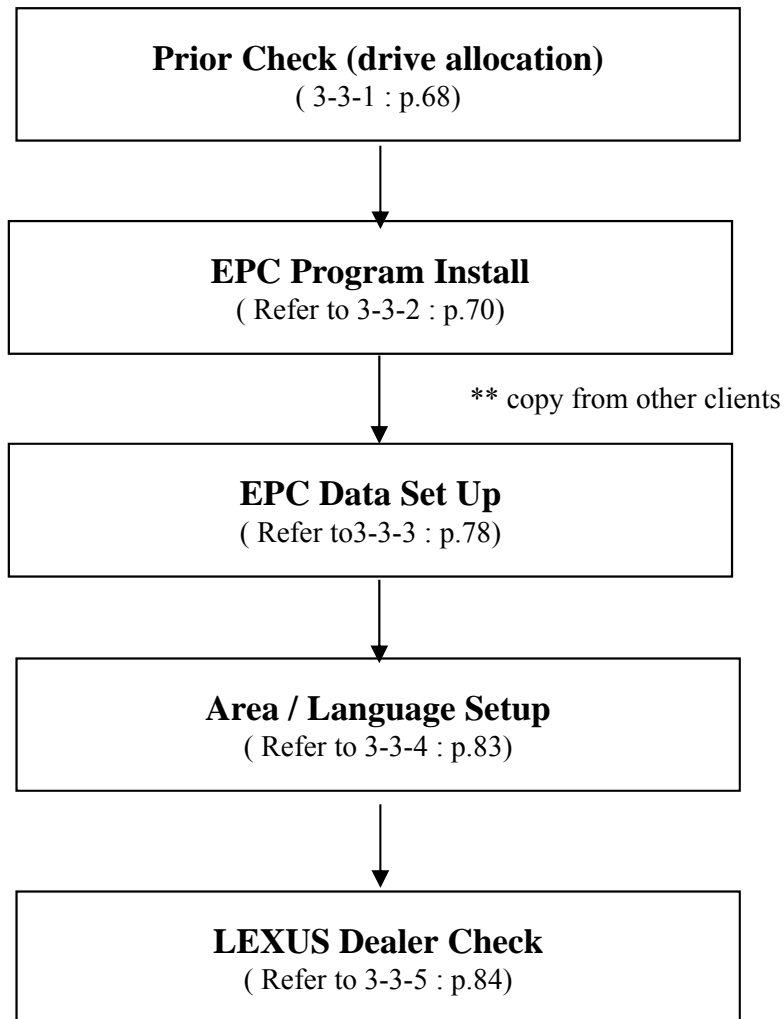 Prior Check (drive allocation)
( 3-3-1 : p.68)
EPC Program Install
( Refer to 3-3-2 : p.70)
** copy from other clients
EPC Data Set Up
( Refer to3-3-3 : p.78)
Area / Language Setup
( Refer to 3-3-4 : p.83)
LEXUS Dealer Check
( Refer to 3-3-5 : p.84)